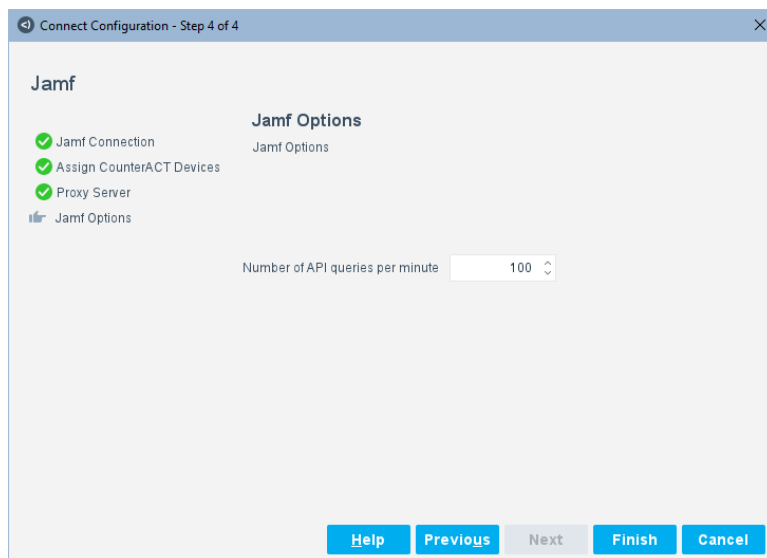 Connect Configuration - Step 4 of 4
Jamf
Jamf Connection
Assign CounterACT Devices
Proxy Server
Jamf Options
Jamf Options
Jamf Options
Number of API queries per minute 100
Help Previous Next Finish Cancel